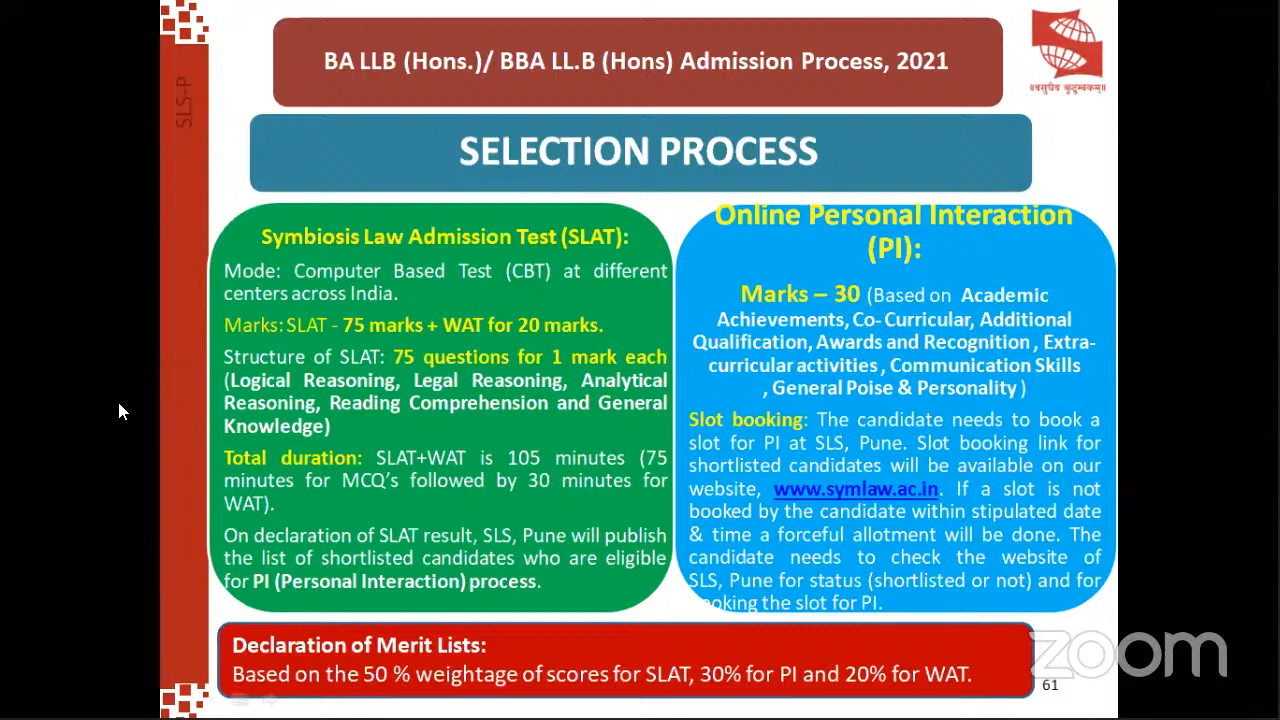 SLS-P
BA LLB (Hons.)/ BBA LL.B (Hons) Admission Process, 2021
॥वसुधैव कुटुम्बकम्॥
SELECTION PROCESS
Symbiosis Law Admission Test (SLAT):
Mode: Computer Based Test (CBT) at different
centers across India.
Marks: SLAT - 75 marks + WAT for 20 marks.
Structure of SLAT: 75 questions for 1 mark each
(Logical Reasoning, Legal Reasoning, Analytical
Reasoning, Reading Comprehension and General
Knowledge)
Total duration: SLAT+WAT is 105 minutes (75
minutes for MCQ's followed by 30 minutes for
WAT).
On declaration of SLAT result, SLS, Pune will publish
the list of shortlisted candidates who are eligible
for PI (Personal Interaction) process.
Online Personal Interaction
(PI):
Marks – 30 (Based on Academic
Achievements, Co- Curricular, Additional
Qualification, Awards and Recognition , Extra-
curricular activities , Communication Skills
, General Poise & Personality )
Slot booking: The candidate needs to book a
slot for PI at SLS, Pune. Slot booking link for
shortlisted candidates will be available on our
website, www.symlaw.ac.in. If a slot is not
booked by the candidate within stipulated date
& time a forceful allotment will be done. The
candidate needs to check the website of
SLS, Pune for status (shortlisted or not) and for
booking the slot for PI.
Declaration of Merit Lists:
Based on the 50 % weightage of scores for SLAT, 30% for PI and 20% for WAT.
zoom
61